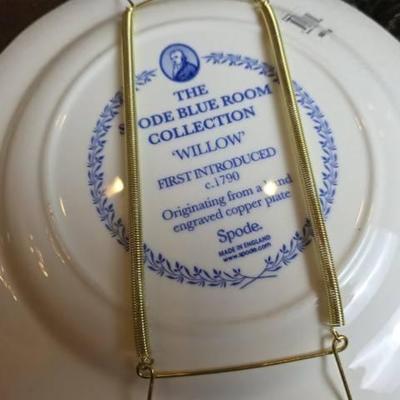 THE
ODE BLUE ROOM
COLLECTION
'WILLOW'
FIRST INTRODUCED
c.1790
Originating from a
engraved copper plate
Spode.
MADE IN ENGLAND
www.spode.com